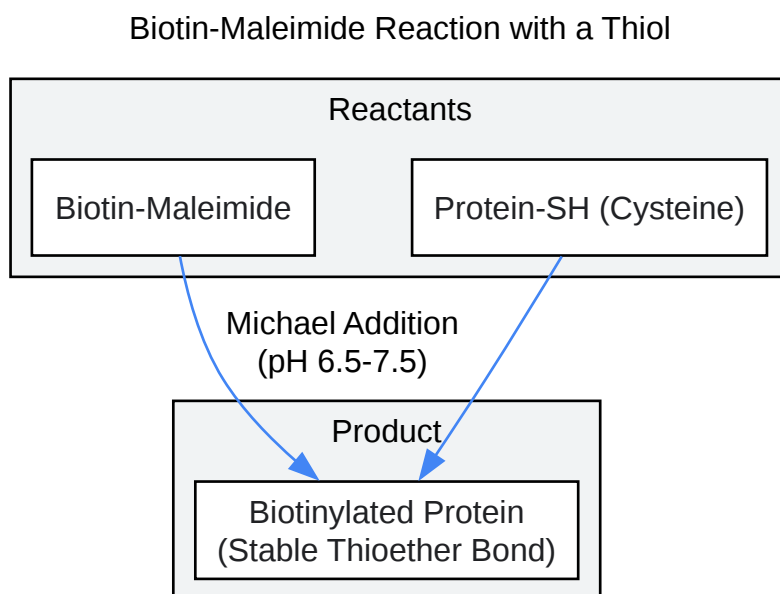 Biotin-Maleimide Reaction with a Thiol
Reactants
Biotin-Maleimide
Protein-SH (Cysteine)
Michael Addition
(pH 6.5-7.5)
Product
Biotinylated Protein
(Stable Thioether Bond)